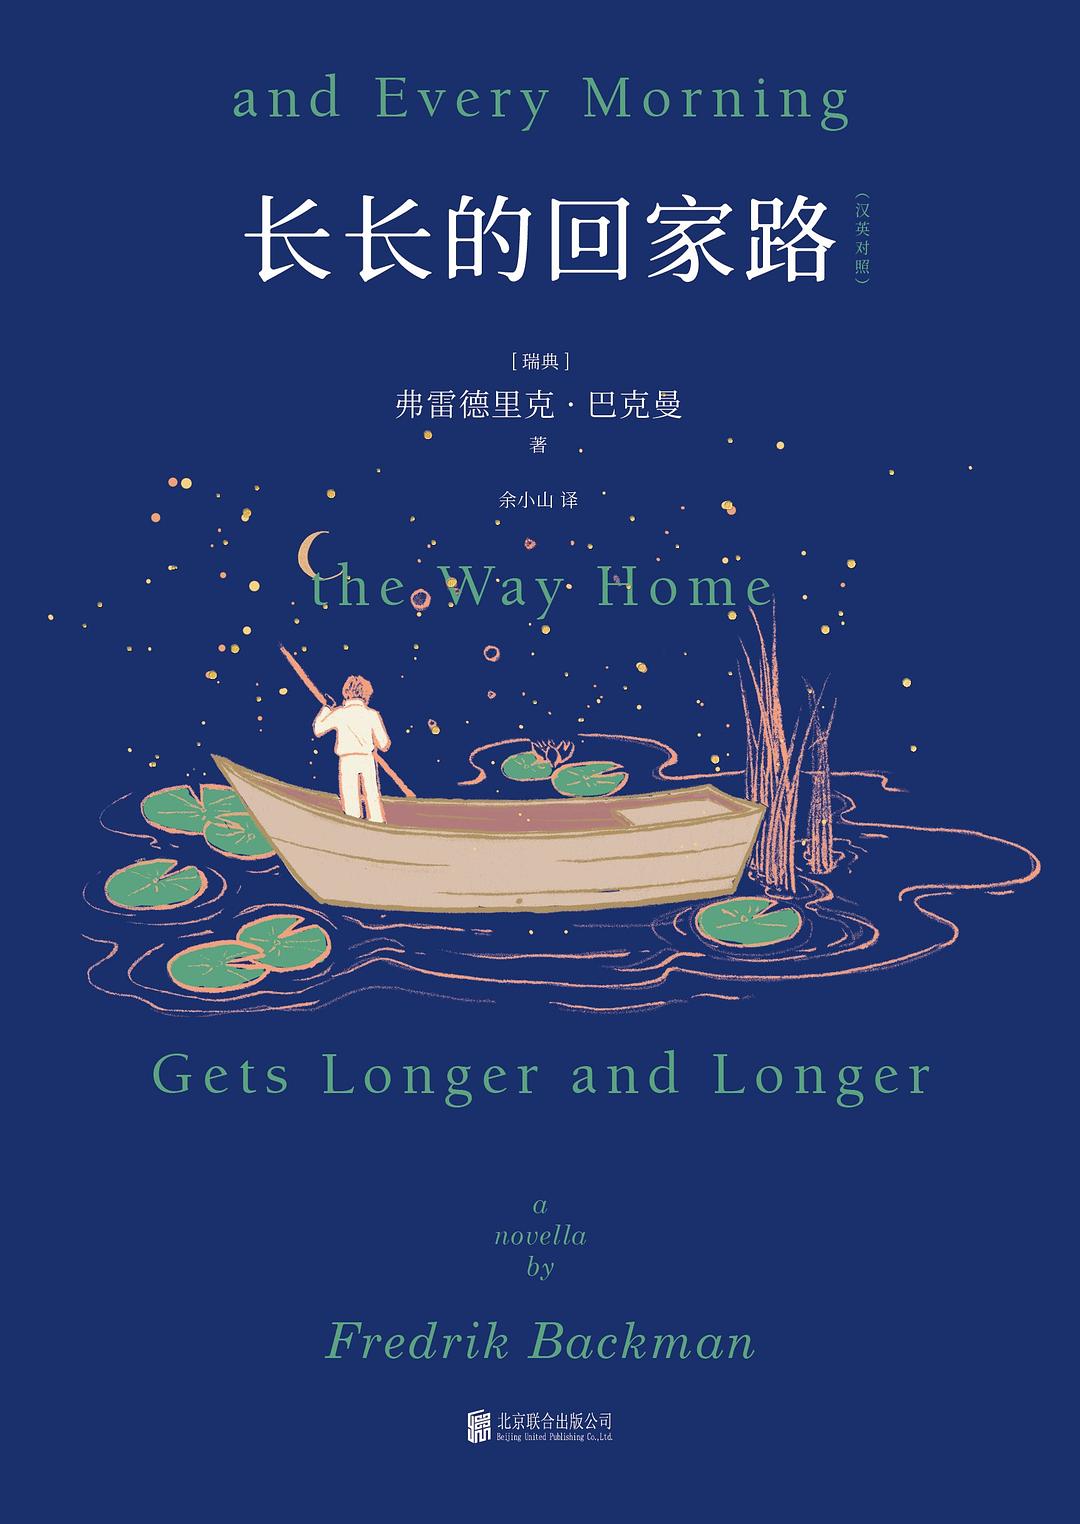 and Every Morning
长长的回家路
（汉英对照）
［瑞典］
弗雷德里克·巴克曼
著
余小山 译
the Way Home
Gets Longer and Longer
a
novella
by
Fredrik Backman
北京联合出版公司
Beijing United Publishing Co.,Ltd.